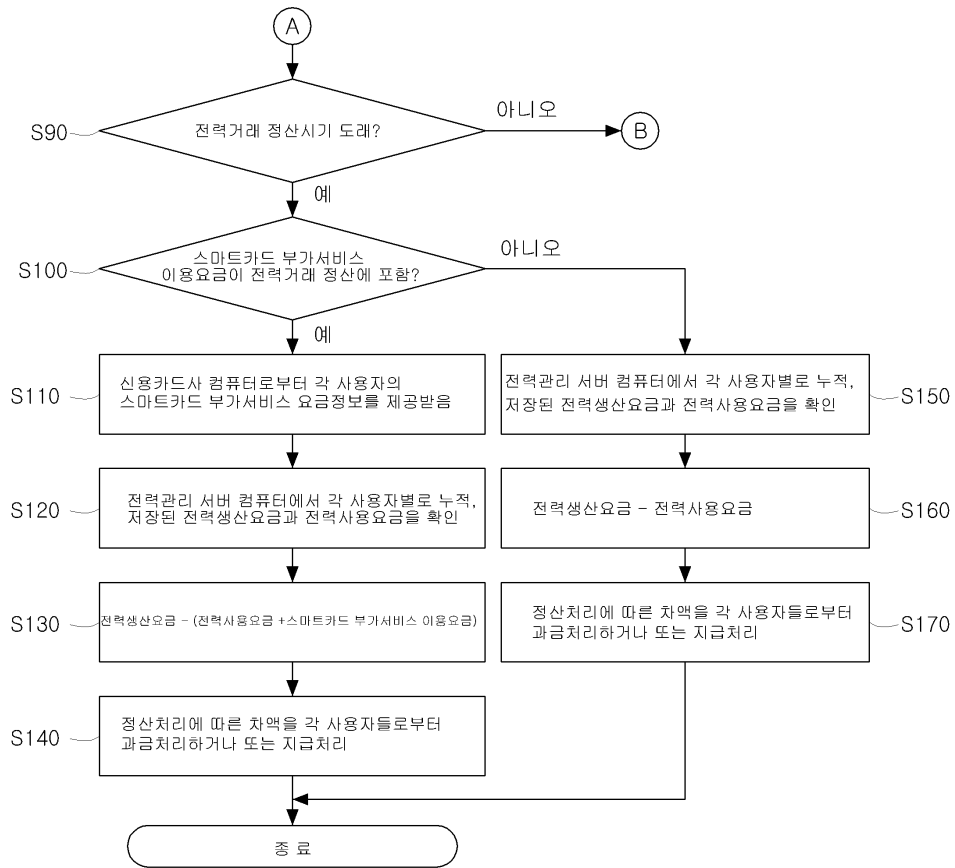 A
S90
전력거래 정산시기 도래?
아니오
B
예
S100
스마트카드 부가서비스
이용요금이 전력거래 정산에 포함?
아니오
예
S110
신용카드사 컴퓨터로부터 각 사용자의
스마트카드 부가서비스 요금정보를 제공받음
전력관리 서버 컴퓨터에서 각 사용자별로 누적,
저장된 전력생산요금과 전력사용요금을 확인
S150
S120
전력관리 서버 컴퓨터에서 각 사용자별로 누적,
저장된 전력생산요금과 전력사용요금을 확인
전력생산요금 - 전력사용요금
S160
S130
전력생산요금 - (전력사용요금 +스마트카드 부가서비스 이용요금)
정산처리에 따른 차액을 각 사용자들로부터
과금처리하거나 또는 지급처리
S170
S140
정산처리에 따른 차액을 각 사용자들로부터
과금처리하거나 또는 지급처리
종 료